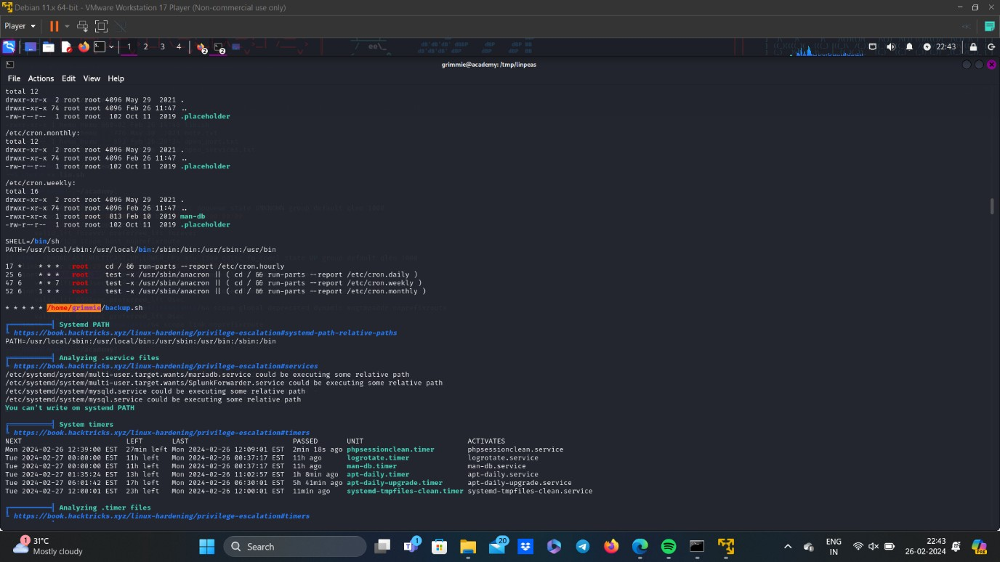 Debian 11.x 64-bit - VMware Workstation 17 Player (Non-commercial use only)
Player
1 2 3 4
2
2
22:43
grimmie@academy: /tmp/linpeas
File Actions Edit View Help
total 12
drwxr-xr-x  2 root root 4096 May 29  2021 .
drwxr-xr-x 74 root root 4096 Feb 26 11:47 ..
-rw-r--r--  1 root root  102 Oct 11  2019 .placeholder
/etc/cron.monthly:
total 12
drwxr-xr-x  2 root root 4096 May 29  2021 .
drwxr-xr-x 74 root root 4096 Feb 26 11:47 ..
-rw-r--r--  1 root root  102 Oct 11  2019 .placeholder
/etc/cron.weekly:
total 16
drwxr-xr-x  2 root root 4096 May 29  2021 .
drwxr-xr-x 74 root root 4096 Feb 26 11:47 ..
-rwxr-xr-x  1 root root  813 Feb 10  2019 man-db
-rw-r--r--  1 root root  102 Oct 11  2019 .placeholder
SHELL=/bin/sh
PATH=/usr/local/sbin:/usr/local/bin:/sbin:/bin:/usr/sbin:/usr/bin
17 *    * * *   root    cd / && run-parts --report /etc/cron.hourly
25 6    * * *   root    test -x /usr/sbin/anacron || ( cd / && run-parts --report /etc/cron.daily )
47 6    * * 7   root    test -x /usr/sbin/anacron || ( cd / && run-parts --report /etc/cron.weekly )
52 6    1 * *   root    test -x /usr/sbin/anacron || ( cd / && run-parts --report /etc/cron.monthly )
* * * * * /home/grimmie/backup.sh
Systemd PATH
https://book.hacktricks.xyz/linux-hardening/privilege-escalation#systemd-path-relative-paths
PATH=/usr/local/sbin:/usr/local/bin:/usr/sbin:/usr/bin:/sbin:/bin
Analyzing .service files
https://book.hacktricks.xyz/linux-hardening/privilege-escalation#services
/etc/systemd/system/multi-user.target.wants/mariadb.service could be executing some relative path
/etc/systemd/system/multi-user.target.wants/SplunkForwarder.service could be executing some relative path
/etc/systemd/system/mysqld.service could be executing some relative path
/etc/systemd/system/mysql.service could be executing some relative path
You can't write on systemd PATH
System timers
https://book.hacktricks.xyz/linux-hardening/privilege-escalation#timers
NEXT LEFT LAST PASSED UNIT ACTIVATES
Mon 2024-02-26 12:39:00 EST  27min left Mon 2024-02-26 12:09:01 EST  2min 18s ago phpsessionclean.timer phpsessionclean.service
Tue 2024-02-27 00:00:00 EST  11h left Mon 2024-02-26 00:37:17 EST  11h ago logrotate.timer logrotate.service
Tue 2024-02-27 00:00:00 EST  11h left Mon 2024-02-26 00:37:17 EST  11h ago man-db.timer man-db.service
Tue 2024-02-27 01:35:24 EST  13h left Mon 2024-02-26 11:02:57 EST  1h 8min ago apt-daily.timer apt-daily.service
Tue 2024-02-27 06:01:42 EST  17h left Mon 2024-02-26 06:30:01 EST  5h 41min ago apt-daily-upgrade.timer apt-daily-upgrade.service
Tue 2024-02-27 12:00:01 EST  23h left Mon 2024-02-26 12:00:01 EST  11min ago systemd-tmpfiles-clean.timer systemd-tmpfiles-clean.service
Analyzing .timer files
https://book.hacktricks.xyz/linux-hardening/privilege-escalation#timers
1
31°C
Mostly cloudy
Search
1
20
ENG
IN
22:43
26-02-2024
PRE